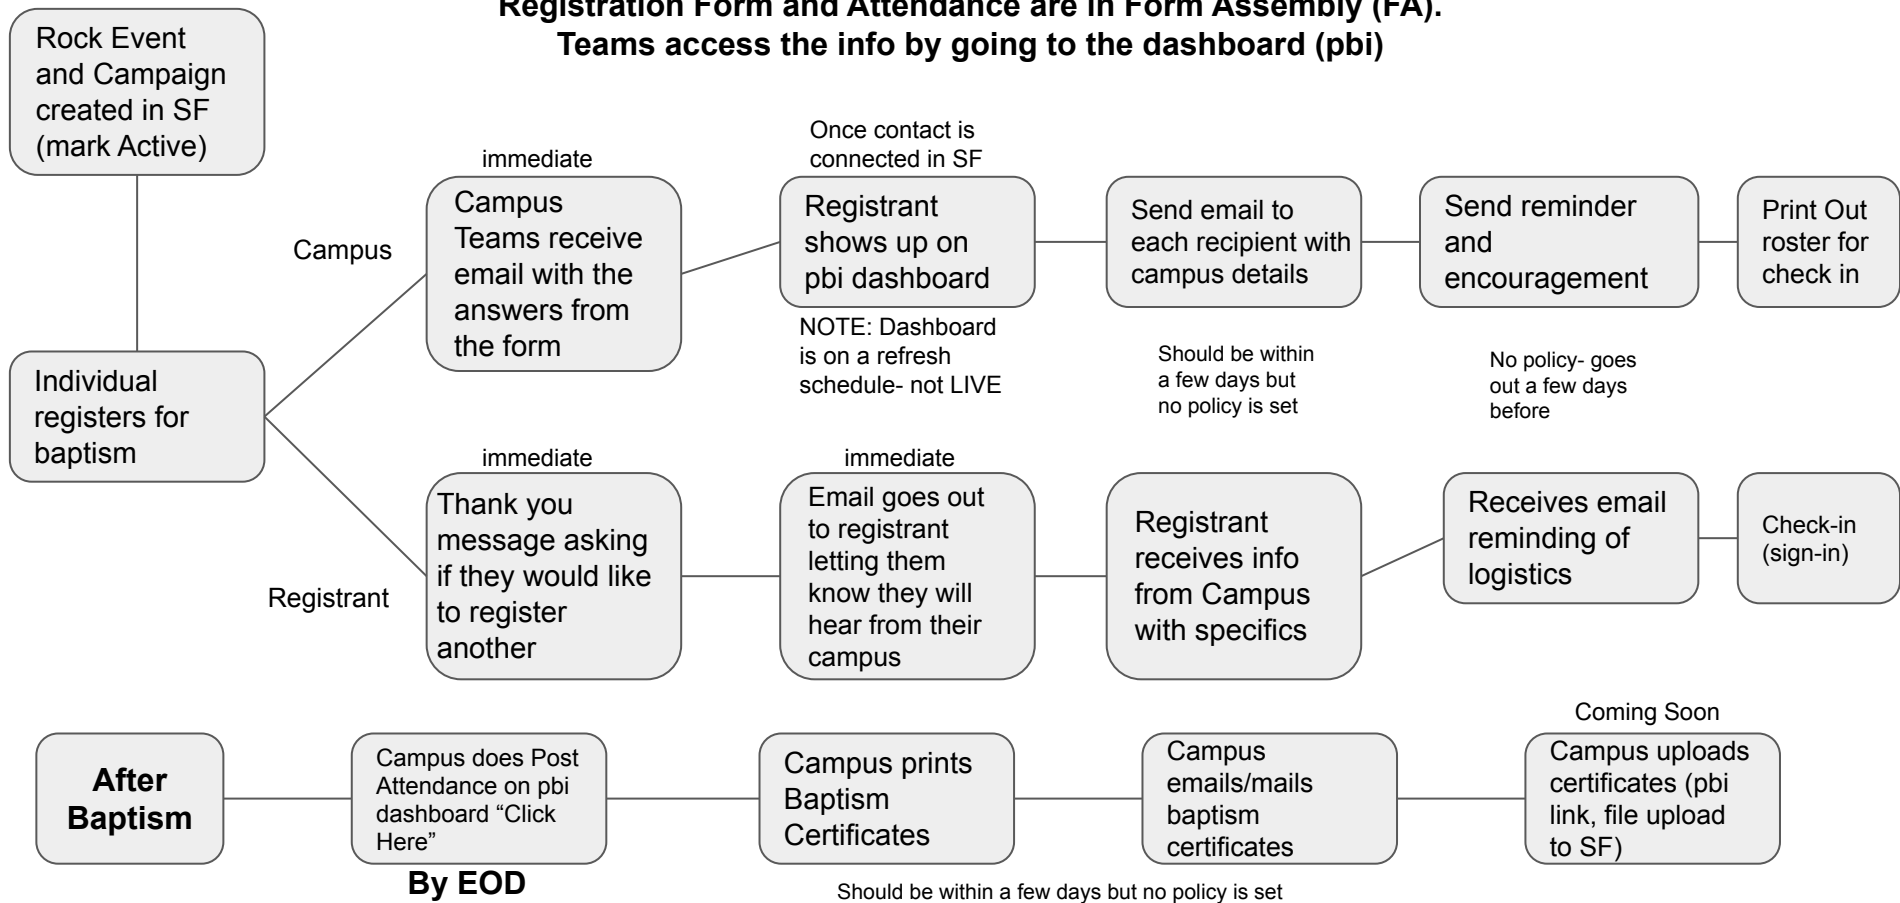 Registration Form and Attendance are in Form Assembly (FA).
Teams access the info by going to the dashboard (pbi)
Rock Event
and Campaign
created in SF
(mark Active)
Individual
registers for
baptism
Campus
immediate
Campus
Teams receive
email with the
answers from
the form
Once contact is
connected in SF
Registrant
shows up on
pbi dashboard
NOTE: Dashboard
is on a refresh
schedule- not LIVE
Send email to
each recipient with
campus details
Should be within
a few days but
no policy is set
Send reminder
and
encouragement
No policy- goes
out a few days
before
Print Out
roster for
check in
Registrant
immediate
Thank you
message asking
if they would like
to register
another
immediate
Email goes out
to registrant
letting them
know they will
hear from their
campus
Registrant
receives info
from Campus
with specifics
Receives email
reminding of
logistics
Check-in
(sign-in)
After
Baptism
Campus does Post
Attendance on pbi
dashboard “Click
Here”
By EOD
Campus prints
Baptism
Certificates
Campus
emails/mails
baptism
certificates
Should be within a few days but no policy is set
Coming Soon
Campus uploads
certificates (pbi
link, file upload
to SF)